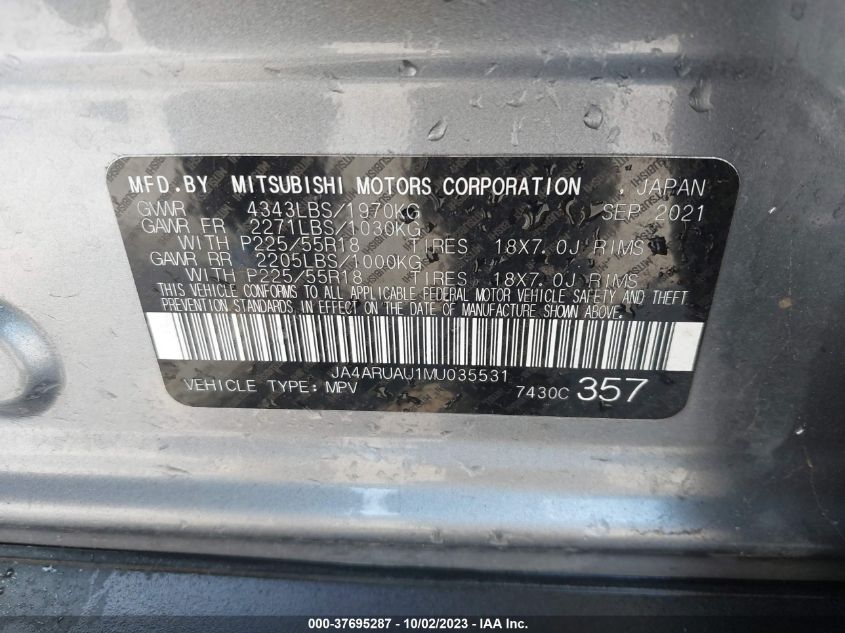 MFD.BY MITSUBISHI MOTORS CORPORATION , JAPAN
GVWR 4343LBS/1970KG SEP 2021
GAWR FR 2271LBS/1030KG
WITH P225/55R18 TIRES 18X7.0J RIMS
GAWR RR 2205LBS/1000KG
WITH P225/55R18 TIRES 18X7.0J RIMS
THIS VEHICLE CONFORMS TO ALL APPLICABLE FEDERAL MOTOR VEHICLE SAFETY AND THEFT
PREVENTION STANDARDS IN EFFECT ON THE DATE OF MANUFACTURE SHOWN ABOVE.
JA4ARUAU1MU035531
VEHICLE TYPE: MPV 7430C 357
000-37695287 - 10/02/2023 - Copyright IAA, Inc.